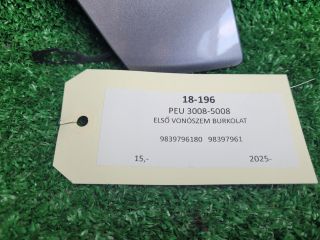 18-196
PEU 3008-5008
ELSŐ VONÓSZEM BURKOLAT
9839796180 98397961
15,- 2025-